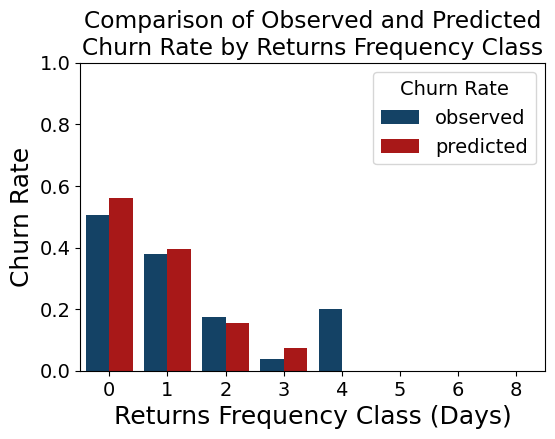 Comparison of Observed and Predicted
Churn Rate by Returns Frequency Class
Churn Rate
observed
predicted
Churn Rate
1.0
0.8
0.6
0.4
0.2
0.0
0 1 2 3 4 5 6 8
Returns Frequency Class (Days)